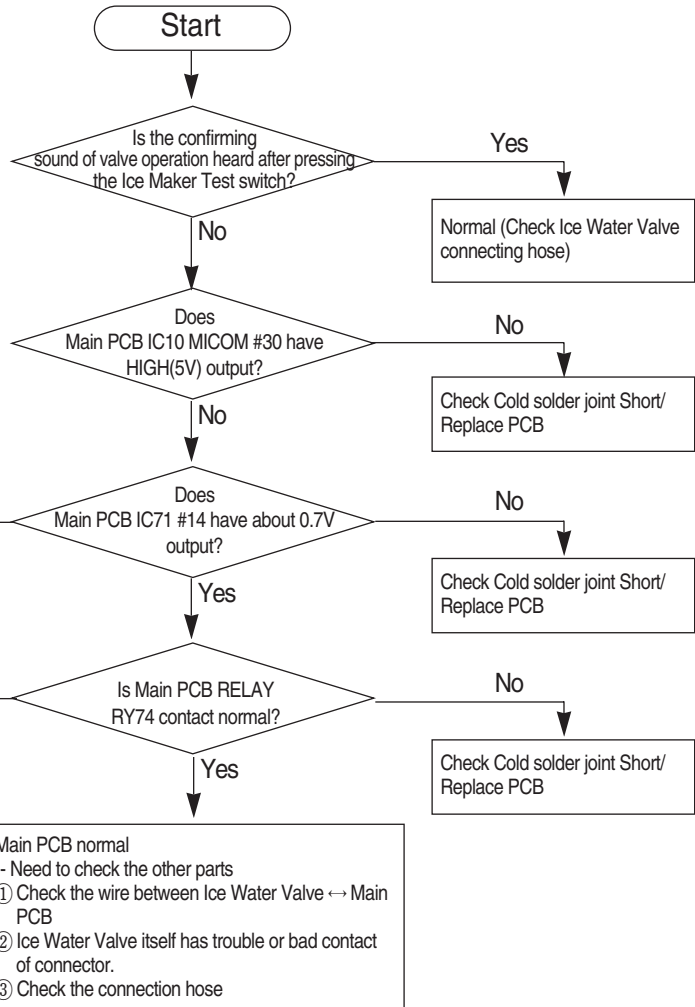 Start
Is the confirming
sound of valve operation heard after pressing
the Ice Maker Test switch?
Yes
Normal (Check Ice Water Valve
connecting hose)
No
Does
Main PCB IC10 MICOM #30 have
HIGH(5V) output?
No
Check Cold solder joint Short/
Replace PCB
No
Does
Main PCB IC71 #14 have about 0.7V
output?
No
Check Cold solder joint Short/
Replace PCB
Yes
Is Main PCB RELAY
RY74 contact normal?
No
Check Cold solder joint Short/
Replace PCB
Yes
Main PCB normal
- Need to check the other parts
① Check the wire between Ice Water Valve ↔ Main
PCB
② Ice Water Valve itself has trouble or bad contact
of connector.
③ Check the connection hose